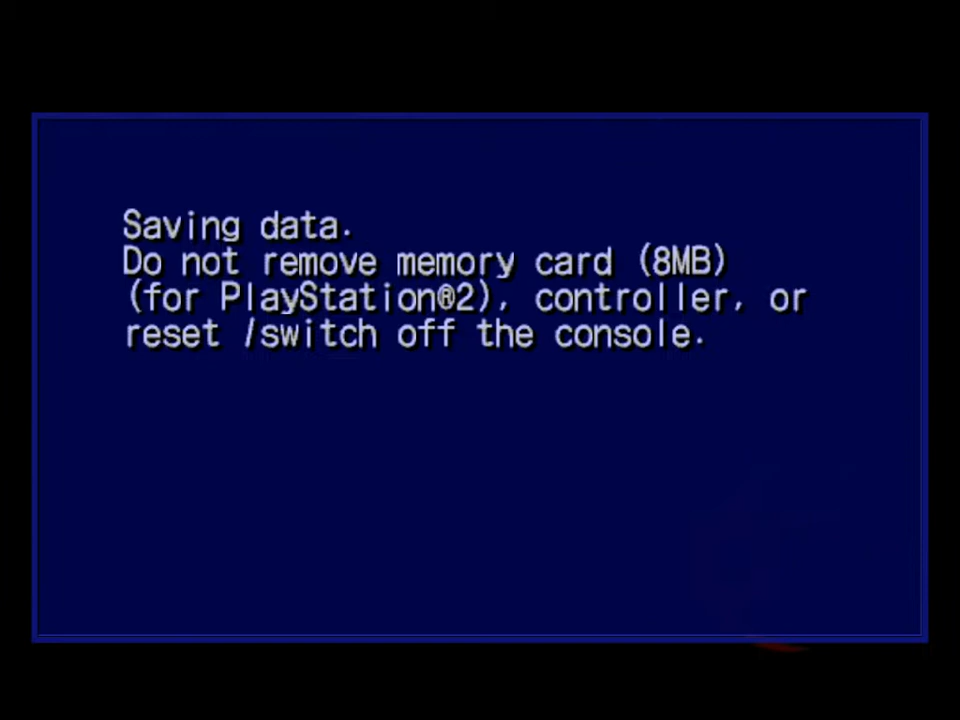 Saving data.
Do not remove memory card (8MB)
(for PlayStation®2), controller, or
reset /switch off the console.